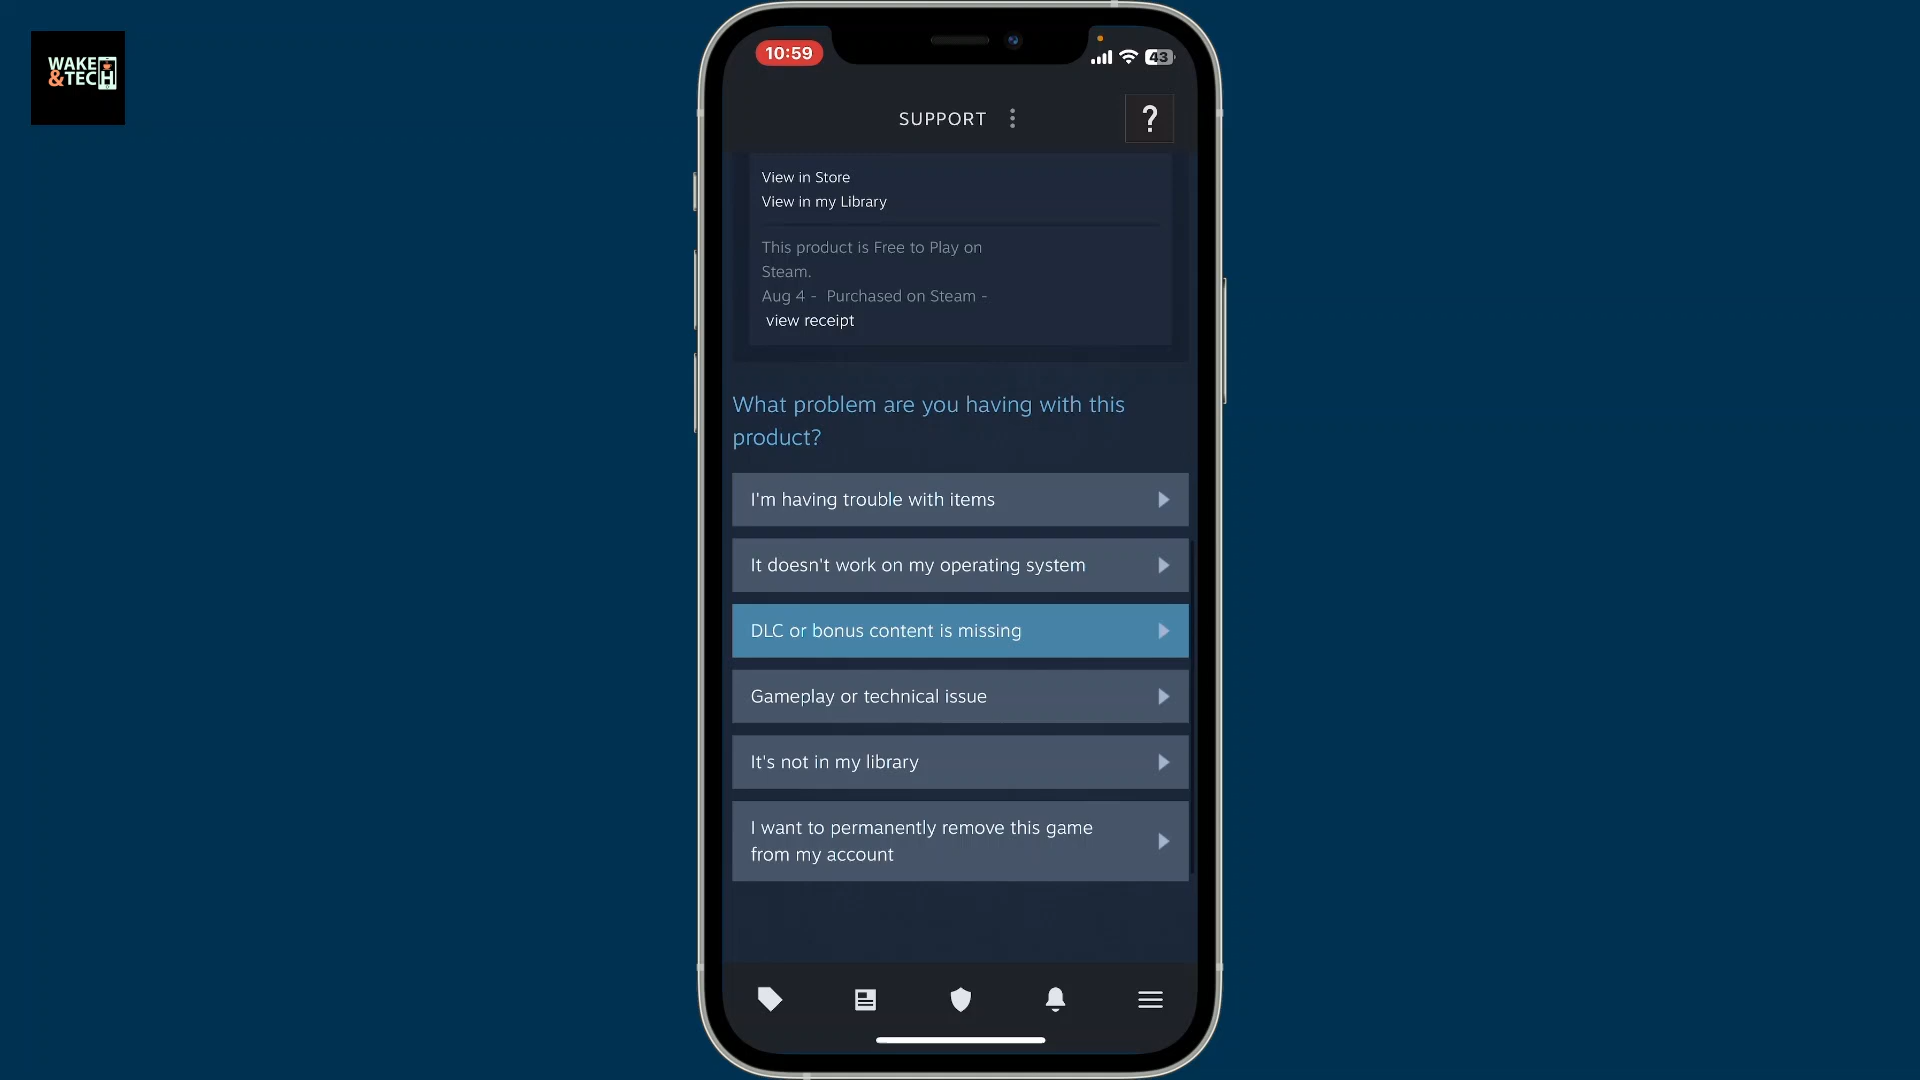 WAKE
&TECH
10:59
43
SUPPORT
?
View in Store
View in my Library
This product is Free to Play on
Steam.
Aug 4 - Purchased on Steam -
view receipt
What problem are you having with this
product?
I'm having trouble with items
It doesn't work on my operating system
DLC or bonus content is missing
Gameplay or technical issue
It's not in my library
I want to permanently remove this game
from my account